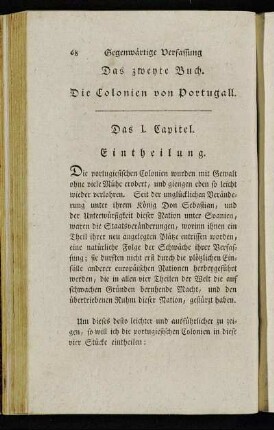 68 Gegenwärtige Verfassung
Das zweyte Buch.
Die Colonien von Portugall.
Das I. Capitel.
Eintheilung.
Die portugiesischen Colonien wurden mit Gewalt
ohne viele Mühe erobert, und giengen eben so leicht
wieder verlohren. Seit der unglücklichen Verände-
rung unter ihrem König Don Sebastian, und
der Unterwürfigkeit dieser Nation unter Spanien,
waren die Staatsveränderungen, worinn ihnen ein
Theil ihrer neu angelegten Plätze entrissen worden,
eine natürliche Folge der Schwäche ihrer Verfas-
sung; sie durften nicht erst durch die plötzlichen Ein-
fälle anderer europäischen Nationen herbergeführet
werden, die in allen vier Theilen der Welt die auf
schwachen Gründen beruhende Macht, und den
übertriebenen Ruhm dieser Nation, gestürzt haben.
Um dieses desto leichter und ausführlicher zu zei-
gen, so will ich die portugiesischen Colonien in diese
vier Stücke eintheilen: